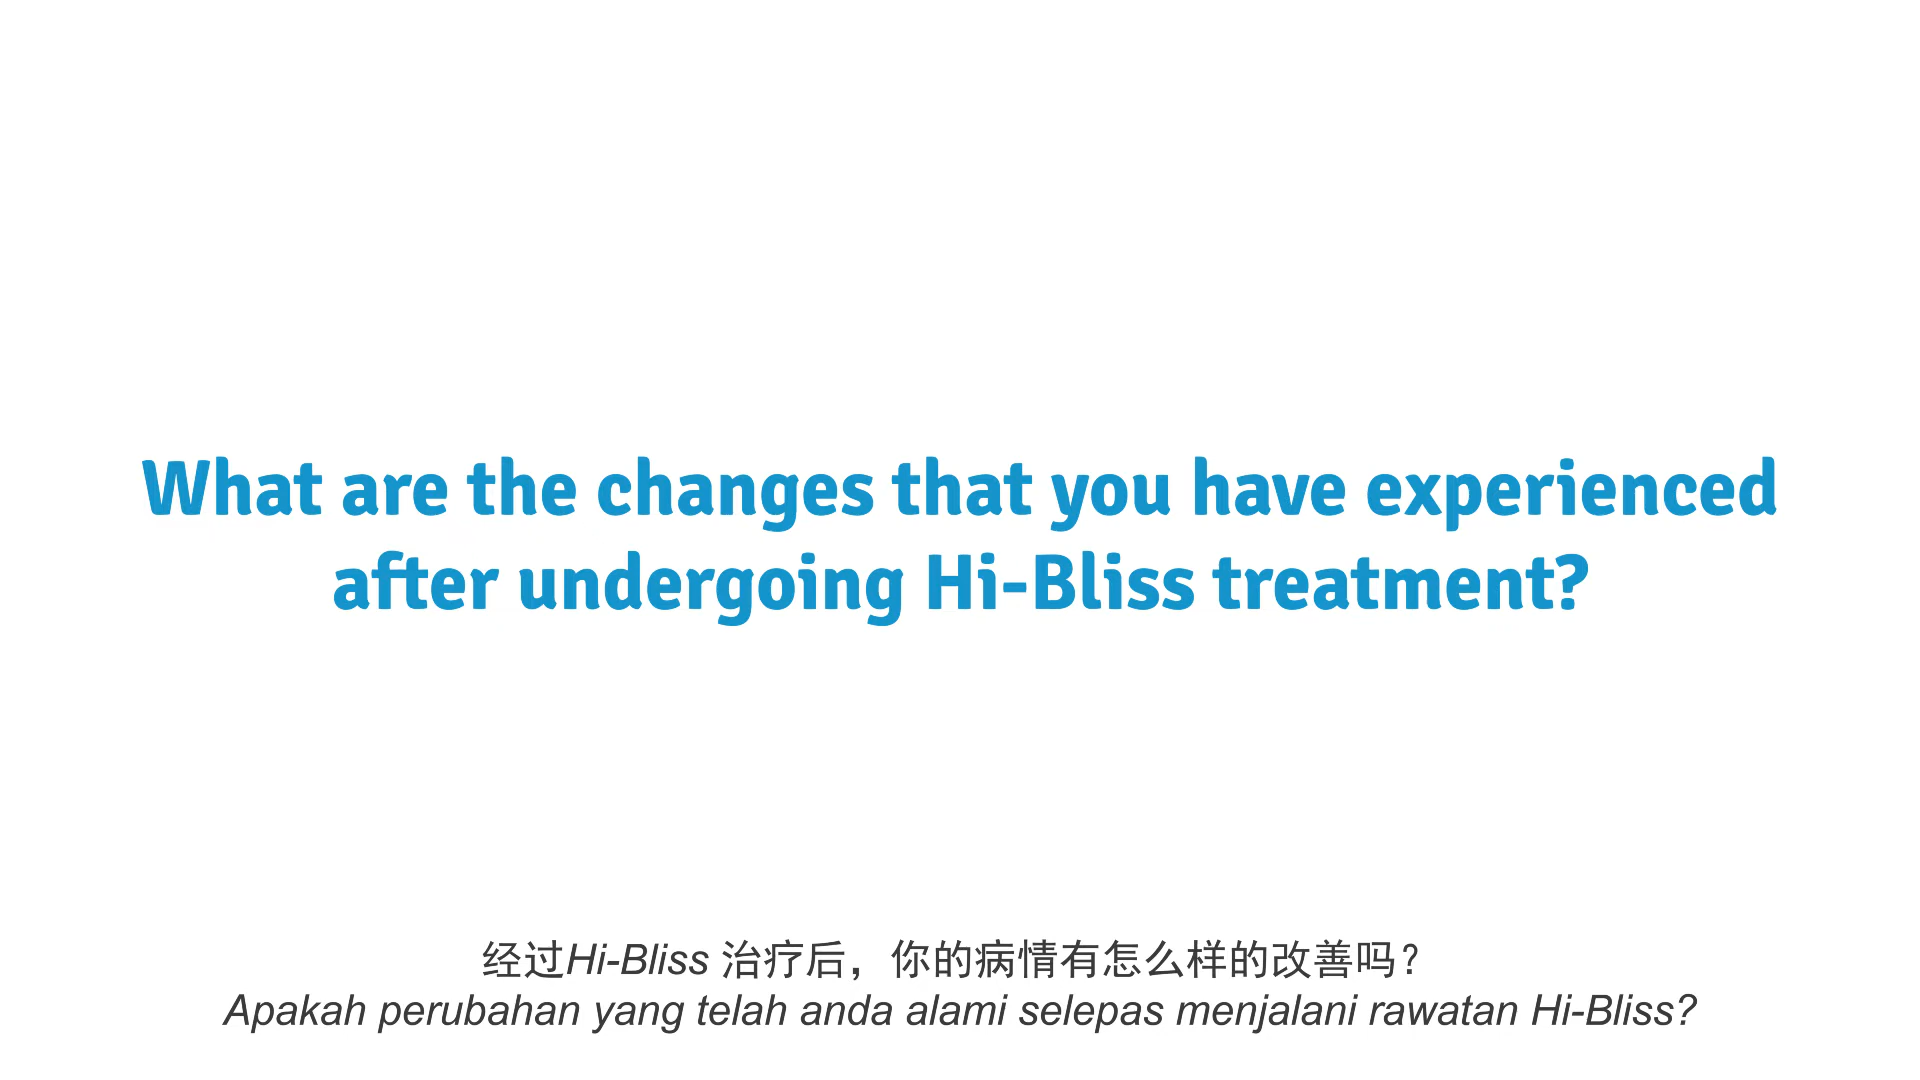 What are the changes that you have experienced
after undergoing Hi-Bliss treatment?
经过Hi-Bliss 治疗后，你的病情有怎么样的改善吗？
Apakah perubahan yang telah anda alami selepas menjalani rawatan Hi-Bliss?